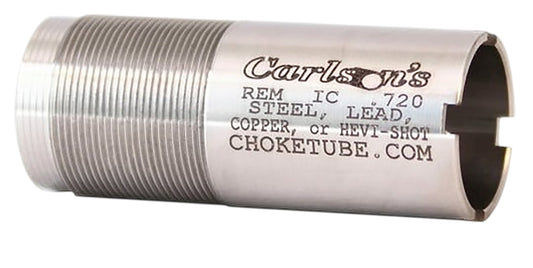 Carlson's
REM IC .720
STEEL, LEAD,
COPPER, or HEVI-SHOT
CHOKETUBE.COM